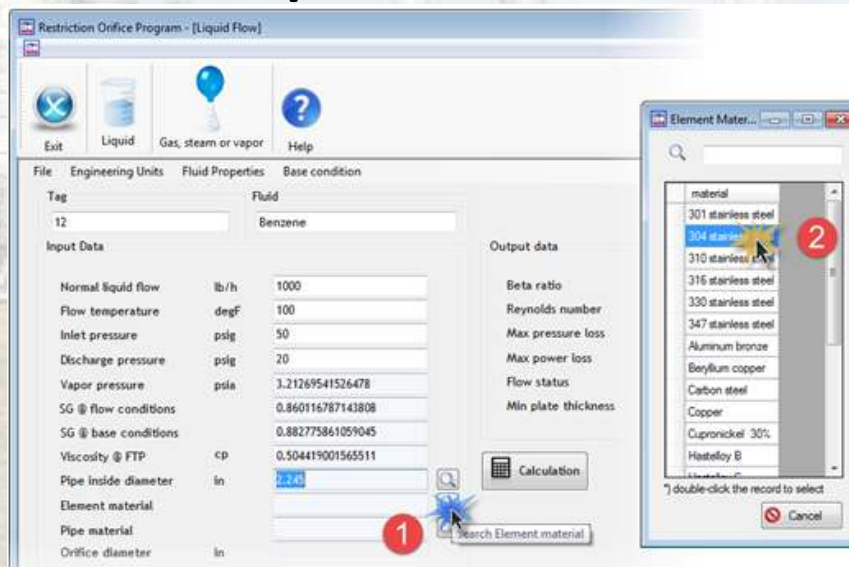 Restriction Orifice Program - [Liquid Flow]
Exit
Liquid
Gas, steam or vapor
Help
File Engineering Units Fluid Properties Base condition
Tag
Fluid
12
Benzene
Input Data
Normal liquid flow lb/h 1000
Flow temperature degF 100
Inlet pressure psig 50
Discharge pressure psig 20
Vapor pressure psia 3.21269541526478
SG @ flow conditions 0.860116787143808
SG @ base conditions 0.882775861059045
Viscosity @ FTP cp 0.504419001565511
Pipe inside diameter in 2.245
Element material
Pipe material
Orifice diameter in
1
Search Element material
Output data
Beta ratio
Reynolds number
Max pressure loss
Max power loss
Flow status
Min plate thickness
Calculation
Element Mater...
material
301 stainless steel
304 stainless
2
310 stainless steel
316 stainless steel
330 stainless steel
347 stainless steel
Aluminum bronze
Beryllium copper
Carbon steel
Copper
Cupronickel 30%
Hastelloy B
*) double-click the record to select
Cancel